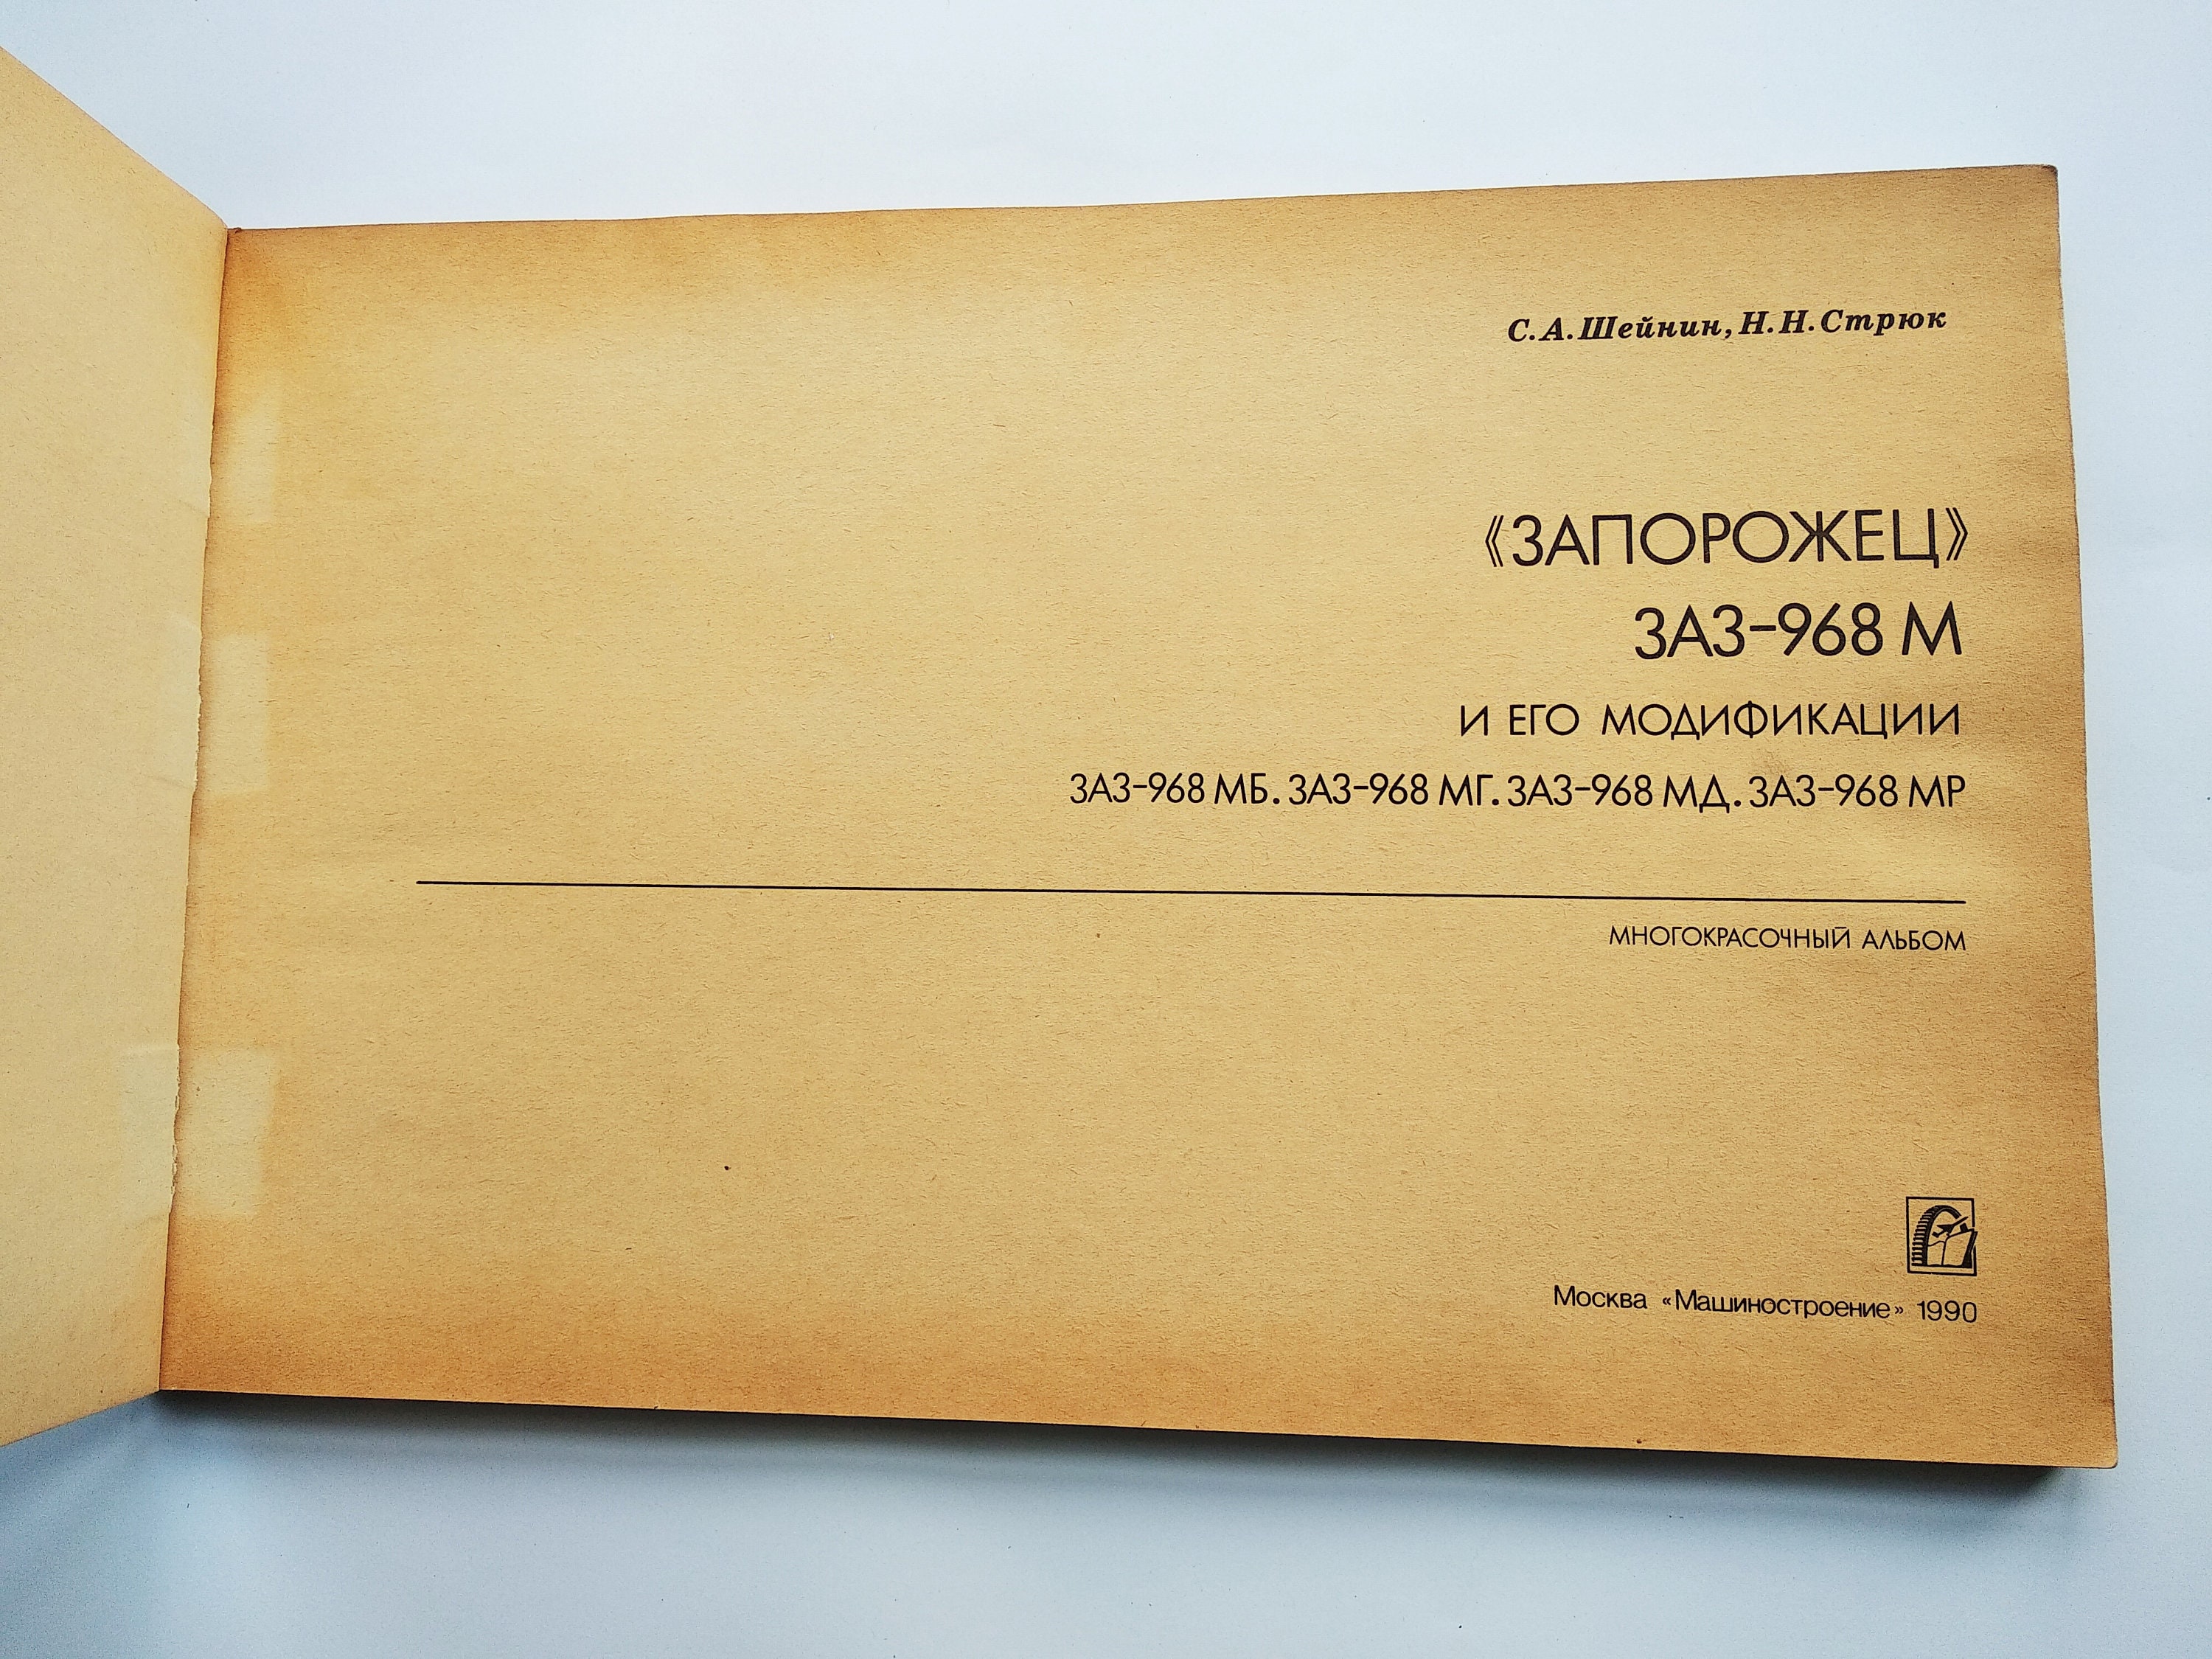 С.А.Шейнин, Н.Н.Стрюк
«ЗАПОРОЖЕЦ»
ЗАЗ-968 М
И ЕГО МОДИФИКАЦИИ
ЗАЗ-968 МБ. ЗАЗ-968 МГ. ЗАЗ-968 МД. ЗАЗ-968 МР
МНОГОКРАСОЧНЫЙ АЛЬБОМ
Москва «Машиностроение» 1990